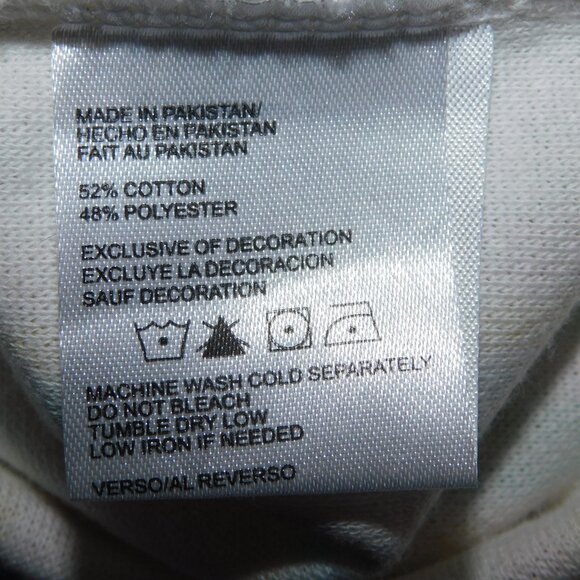 MADE IN PAKISTAN/
HECHO EN PAKISTAN
FAIT AU PAKISTAN
52% COTTON
48% POLYESTER
EXCLUSIVE OF DECORATION
EXCLUYE LA DECORACION
SAUF DECORATION
MACHINE WASH COLD SEPARATELY
DO NOT BLEACH
TUMBLE DRY LOW
LOW IRON IF NEEDED
VERSO/AL REVERSO